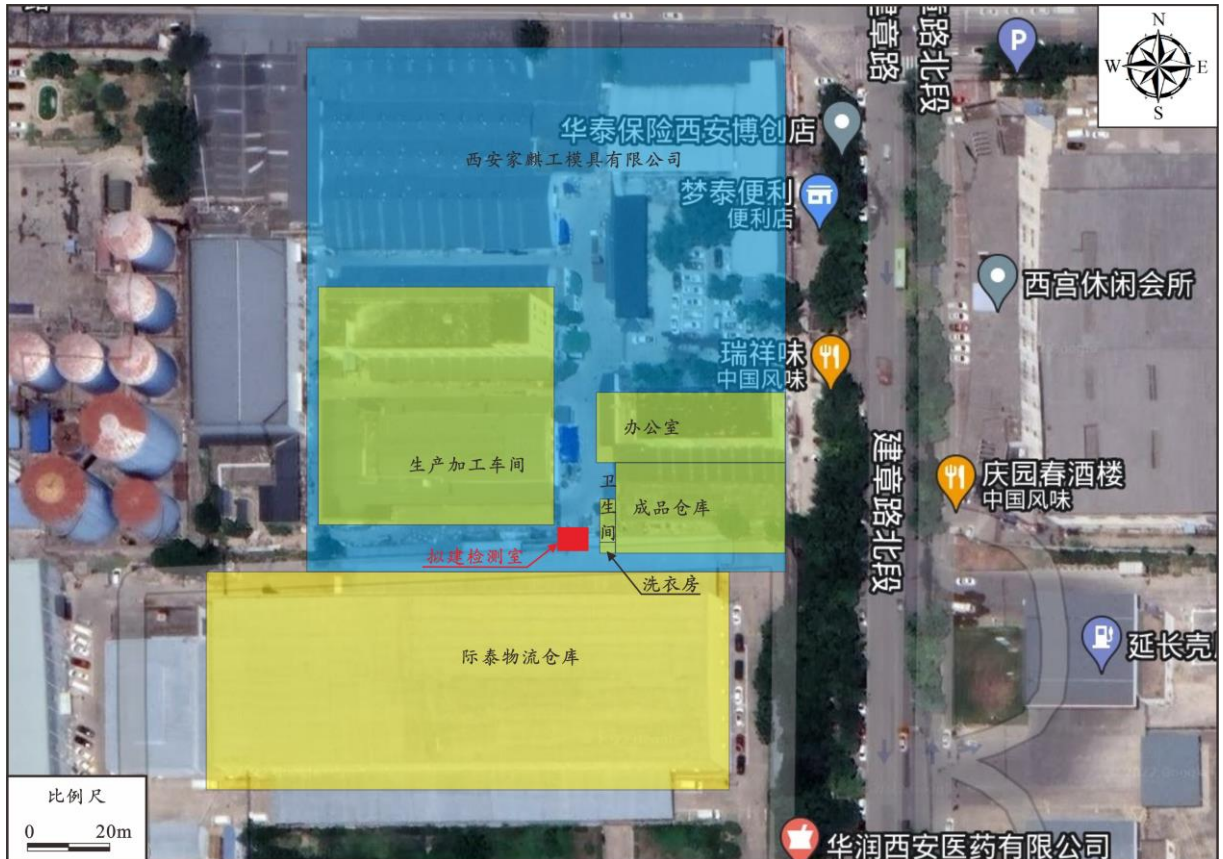 路
N
W
E
S
P
建章路
章路北段
华泰保险西安博创店
西安家麒工模具有限公司
梦泰便利
便利店
西宫休闲会所
瑞祥味
中国风味
办公室
建章路北段
生产加工车间
卫生间
成品仓库
庆园春酒楼
中国风味
拟建检测室
洗衣房
际泰物流仓库
延长壳
比例尺
0 20m
华润西安医药有限公司